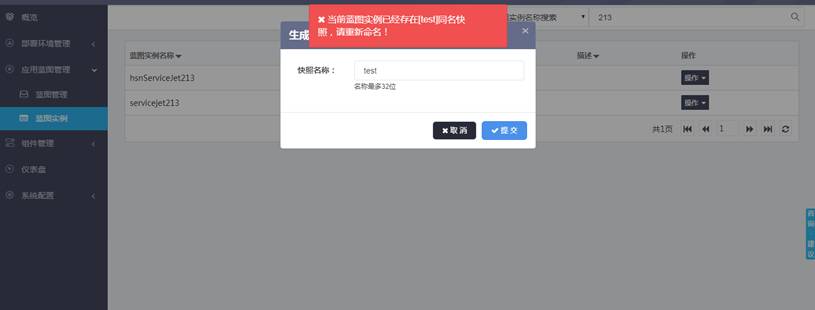 概览
部署环境管理
应用蓝图管理
蓝图管理
蓝图实例
组件管理
仪表盘
系统配置
实例名称搜索
213
当前蓝图实例已经存在[test]同名快
照，请重新命名！
生成
快照名称：
test
名称最多32位
取消
提交
蓝图实例名称
描述
操作
hsnServiceJet213
操作
servicejet213
操作
共1页
1
咨询
建议